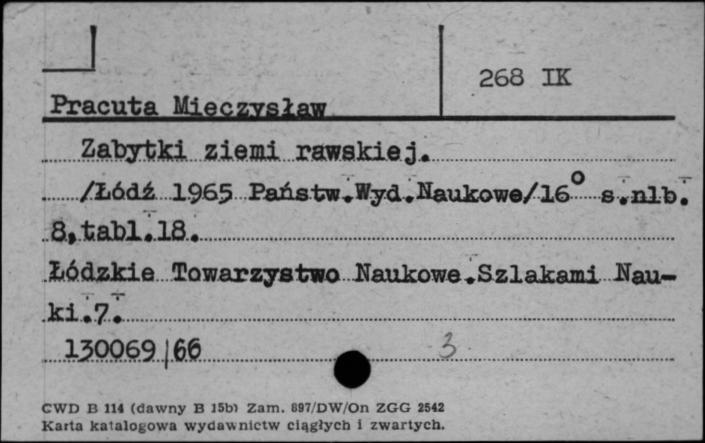 268 IK
Pracuta Mieczysław
Zabytki ziemi rawskiej.
/Łódź 1965 Państw.Wyd.Naukowe/16° s.nlb.
8,tabl.18.
Łódzkie Towarzystwo Naukowe.Szlakami Nau-
ki.7.
130069/66 3
CWD B 114 (dawny B 15b) Zam. 897/DW/On ZGG 2542
Karta katalogowa wydawnictw ciągłych i zwartych.